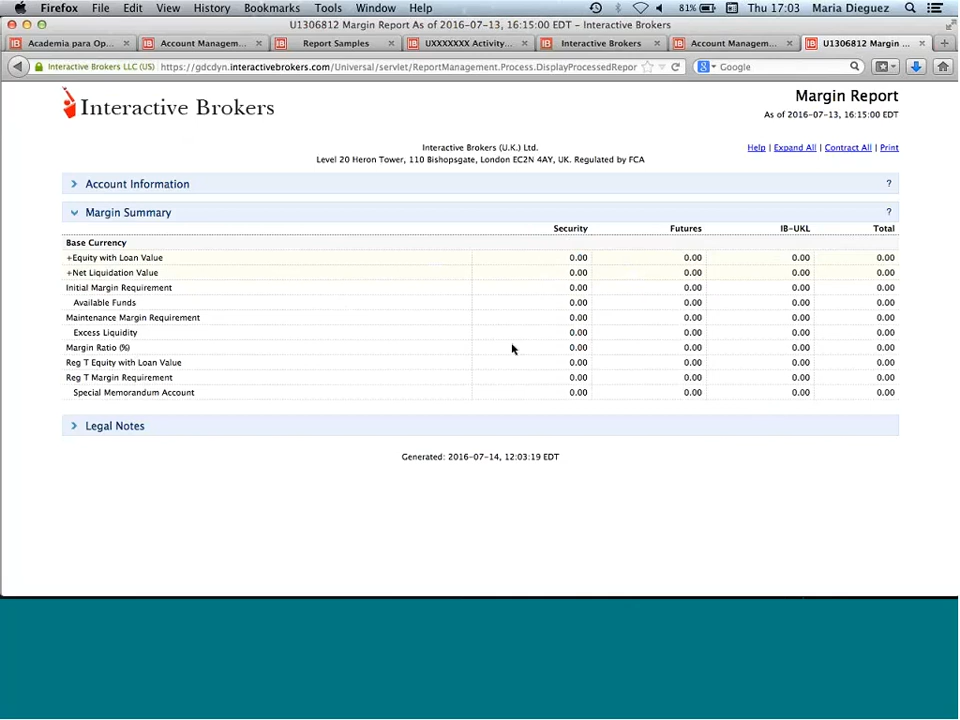 Firefox File Edit View History Bookmarks Tools Window Help 81% Thu 17:03 Maria Dieguez
U1306812 Margin Report As of 2016-07-13, 16:15:00 EDT - Interactive Brokers
IB Academia para Op... × IB Account Managem... × IB Report Samples × IB UXXXXXXX Activity... × IB Interactive Brokers × IB Account Managem... × IB U1306812 Margin ... × +
Interactive Brokers LLC (US) https://gdcdyn.interactivebrokers.com/Universal/servlet/ReportManagement.Process.DisplayProcessedRepor Google
Interactive Brokers
Margin Report
As of 2016-07-13, 16:15:00 EDT
Interactive Brokers (U.K.) Ltd.
Level 20 Heron Tower, 110 Bishopsgate, London EC2N 4AY, UK. Regulated by FCA
Help | Expand All | Contract All | Print
Account Information ?
Margin Summary ?
Security Futures IB-UKL Total
Base Currency
+Equity with Loan Value 0.00 0.00 0.00 0.00
+Net Liquidation Value 0.00 0.00 0.00 0.00
Initial Margin Requirement 0.00 0.00 0.00 0.00
Available Funds 0.00 0.00 0.00 0.00
Maintenance Margin Requirement 0.00 0.00 0.00 0.00
Excess Liquidity 0.00 0.00 0.00 0.00
Margin Ratio (%) 0.00 0.00 0.00 0.00
Reg T Equity with Loan Value 0.00 0.00 0.00 0.00
Reg T Margin Requirement 0.00 0.00 0.00 0.00
Special Memorandum Account 0.00 0.00 0.00 0.00
Legal Notes
Generated: 2016-07-14, 12:03:19 EDT